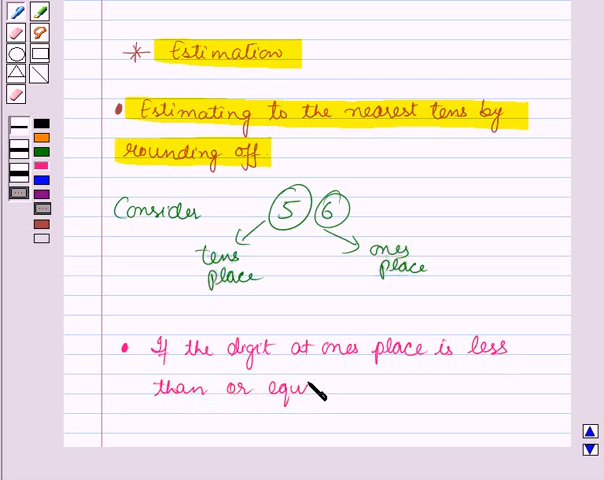 * Estimation
• Estimating to the nearest tens by
rounding off.
Consider 5 6
tens ones
place place
• If the digit at ones place is less
than or equ